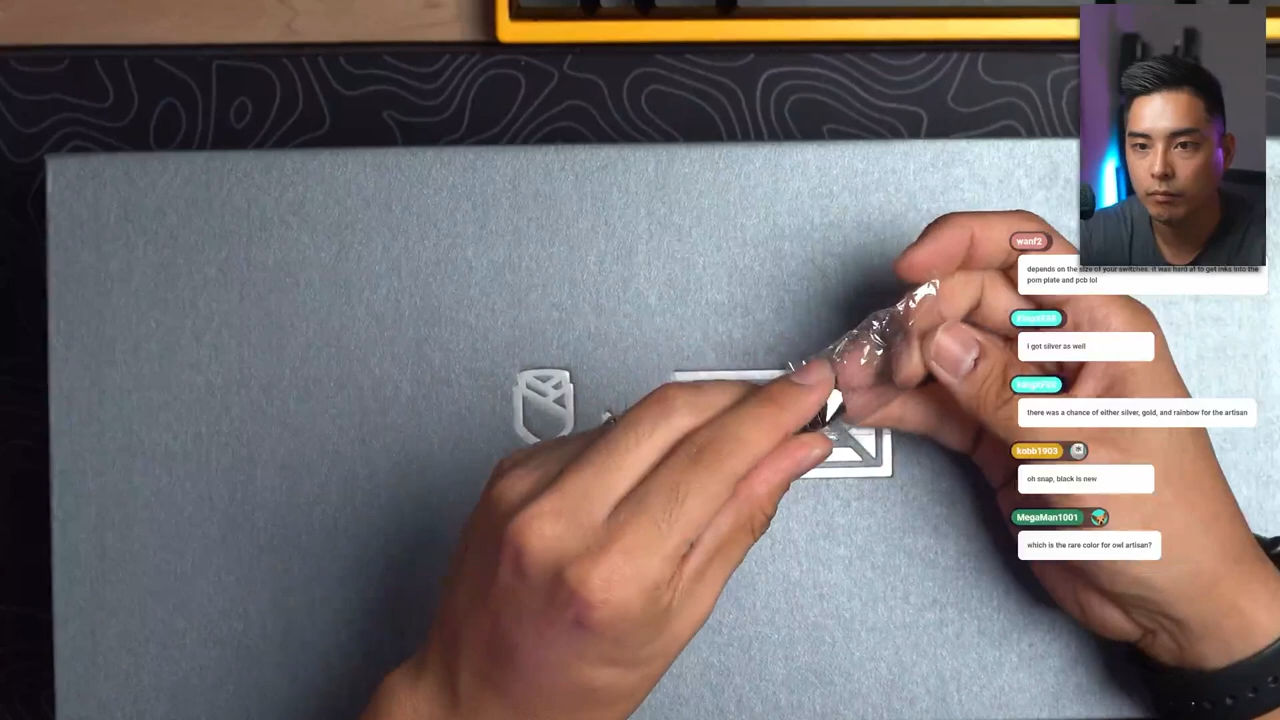 wanf2
depends on the size of your switches. it was hard af to get inks into the
pom plate and pcb lol
i got silver as well
there was a chance of either silver, gold, and rainbow for the artisan
kobb1903
oh snap, black is new
MegaMan1001
which is the rare color for owl artisan?